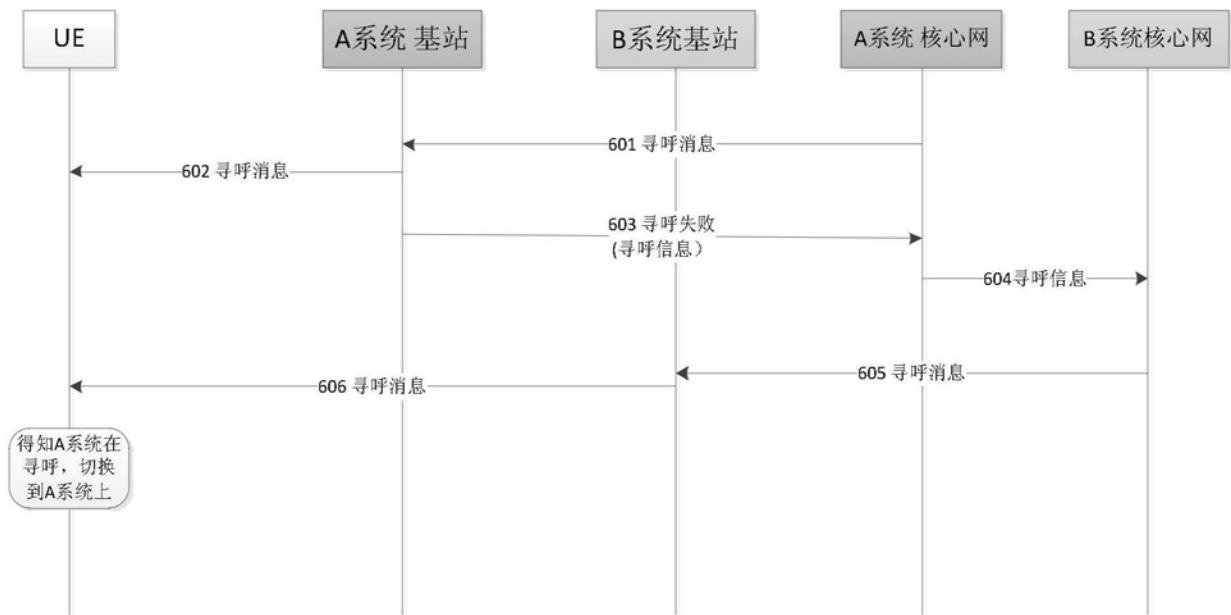 UE
A系统 基站
B系统基站
A系统 核心网
B系统核心网
601 寻呼消息
602 寻呼消息
603 寻呼失败
(寻呼信息）
604寻呼信息
605 寻呼消息
606 寻呼消息
得知A系统在
寻呼，切换
到A系统上